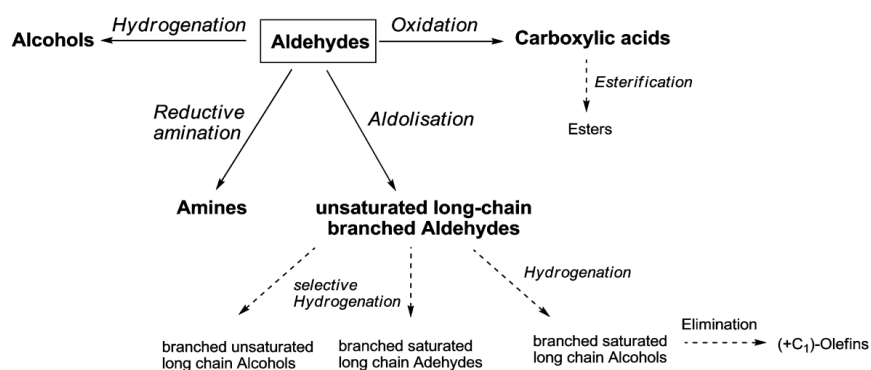 Hydrogenation
Oxidation
Alcohols
Aldehydes
Carboxylic acids
Esterification
Reductive
amination
Aldolisation
Esters
Amines
unsaturated long-chain
branched Aldehydes
selective
Hydrogenation
Hydrogenation
branched unsaturated
long chain Alcohols
branched saturated
long chain Adehydes
branched saturated
long chain Alcohols
Elimination
(+C₁)-Olefins